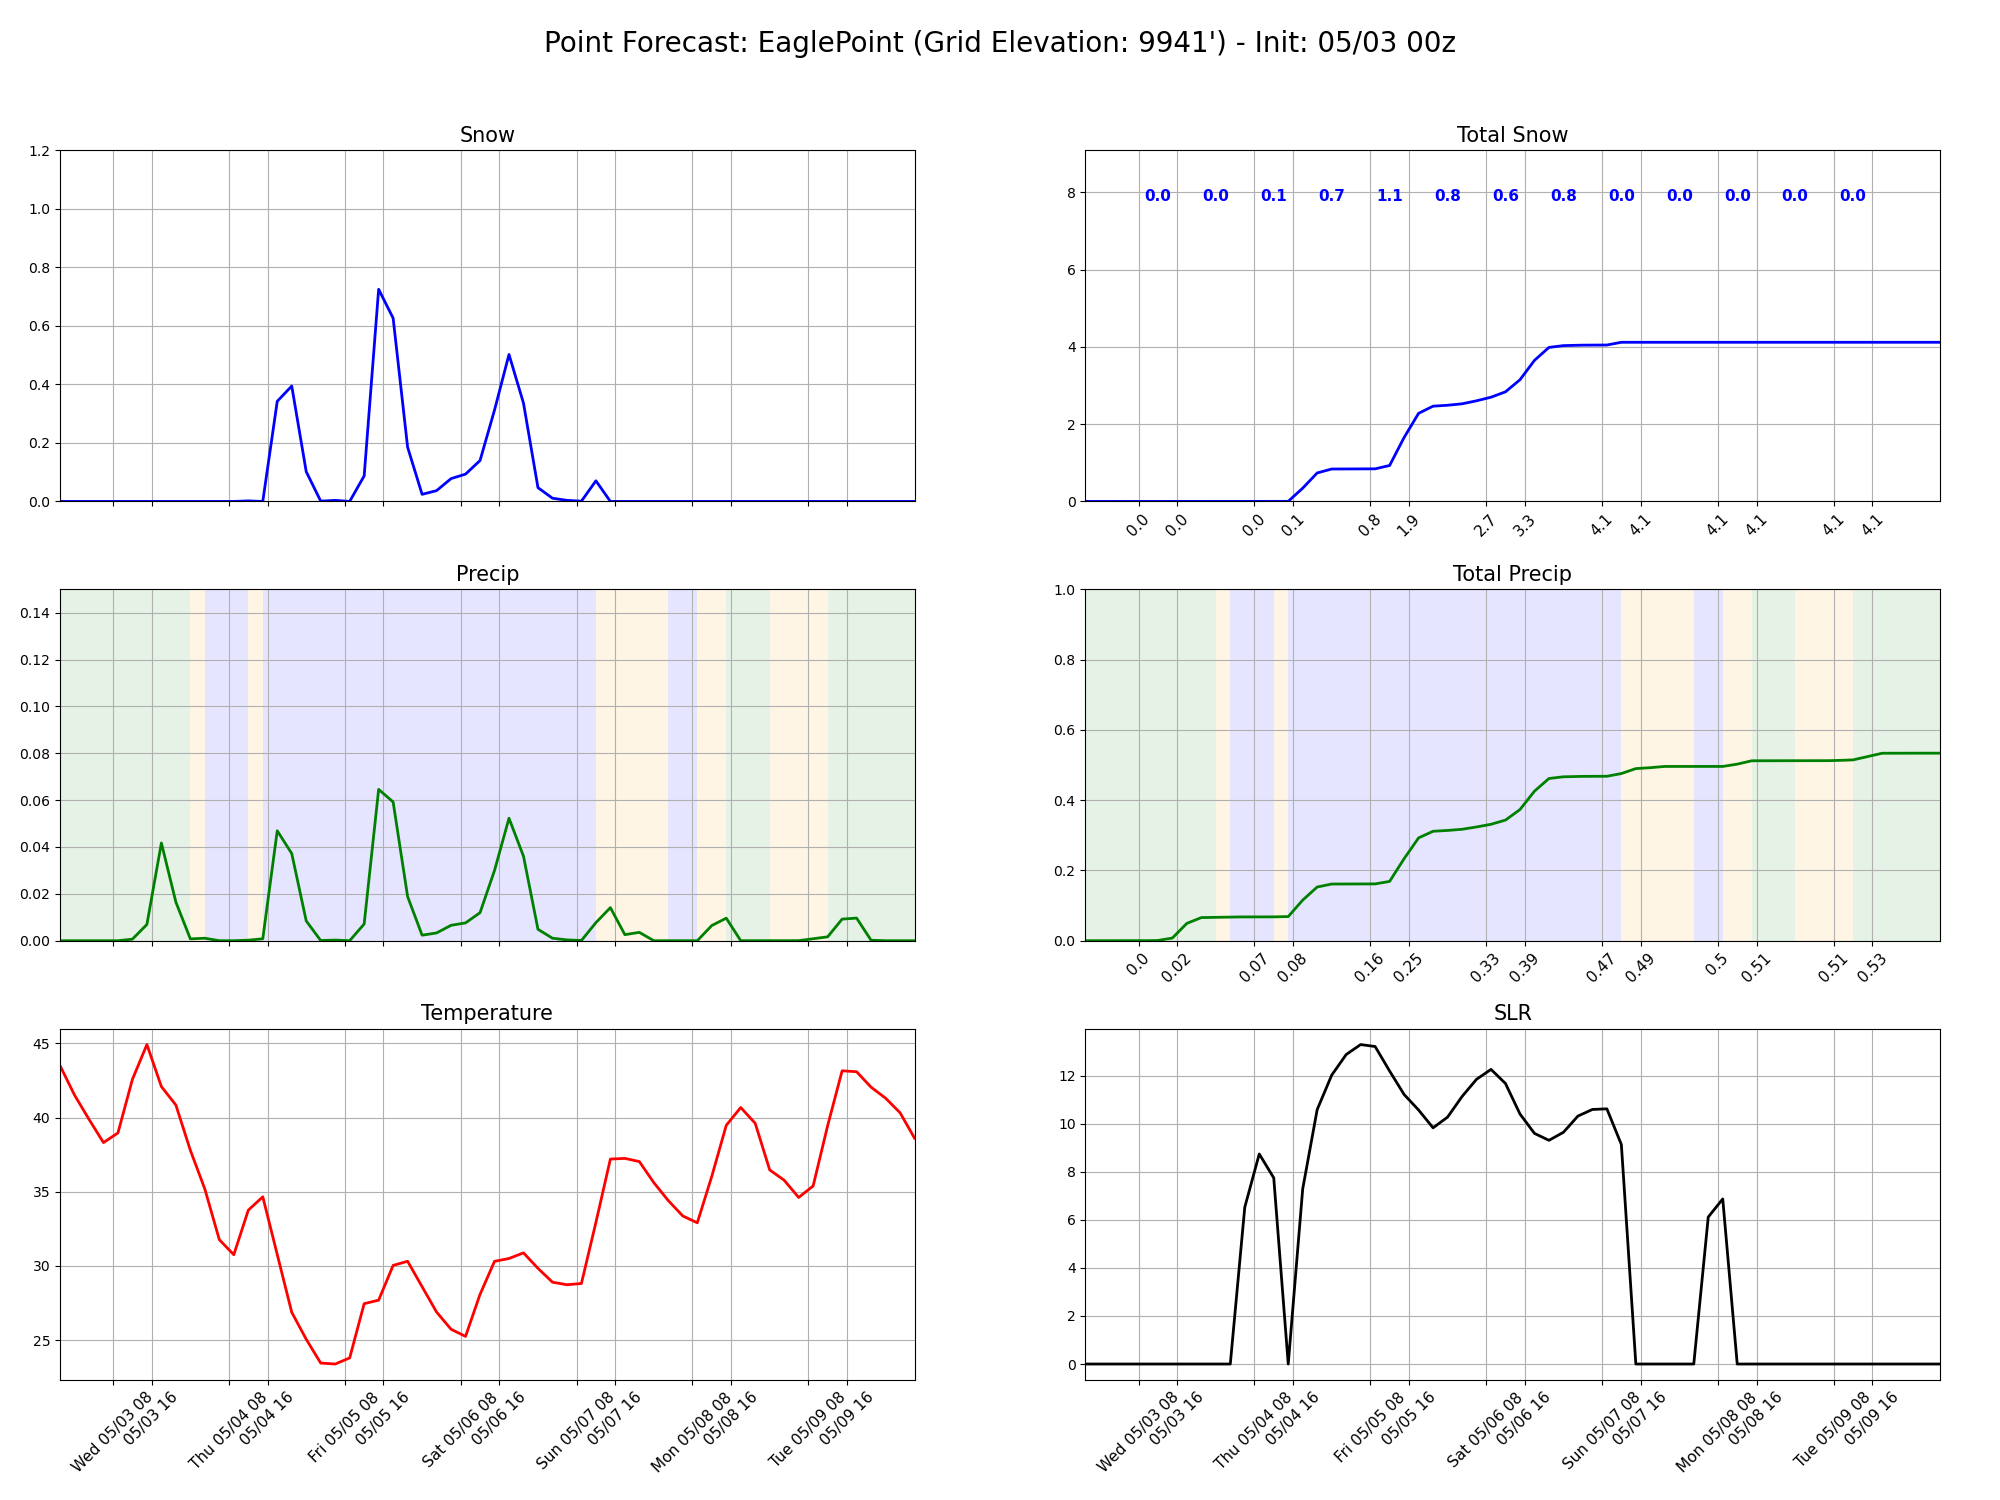 Point Forecast: EaglePoint (Grid Elevation: 9941') - Init: 05/03 00z
Snow
1.2
1.0
0.8
0.6
0.4
0.2
0.0
Total Snow
8
6
4
2
0
0.0 0.0 0.1 0.7 1.1 0.8 0.6 0.8 0.0 0.0 0.0 0.0 0.0
0.0 0.0 0.0 0.1 0.8 1.9 2.7 3.3 4.1 4.1 4.1 4.1 4.1 4.1
Precip
0.14
0.12
0.10
0.08
0.06
0.04
0.02
0.00
Total Precip
1.0
0.8
0.6
0.4
0.2
0.0
0.0 0.02 0.07 0.08 0.16 0.25 0.33 0.39 0.47 0.49 0.5 0.51 0.51 0.53
Temperature
45
40
35
30
25
Wed 05/03 08
05/03 16
Thu 05/04 08
05/04 16
Fri 05/05 08
05/05 16
Sat 05/06 08
05/06 16
Sun 05/07 08
05/07 16
Mon 05/08 08
05/08 16
Tue 05/09 08
05/09 16
SLR
12
10
8
6
4
2
0
Wed 05/03 08
05/03 16
Thu 05/04 08
05/04 16
Fri 05/05 08
05/05 16
Sat 05/06 08
05/06 16
Sun 05/07 08
05/07 16
Mon 05/08 08
05/08 16
Tue 05/09 08
05/09 16